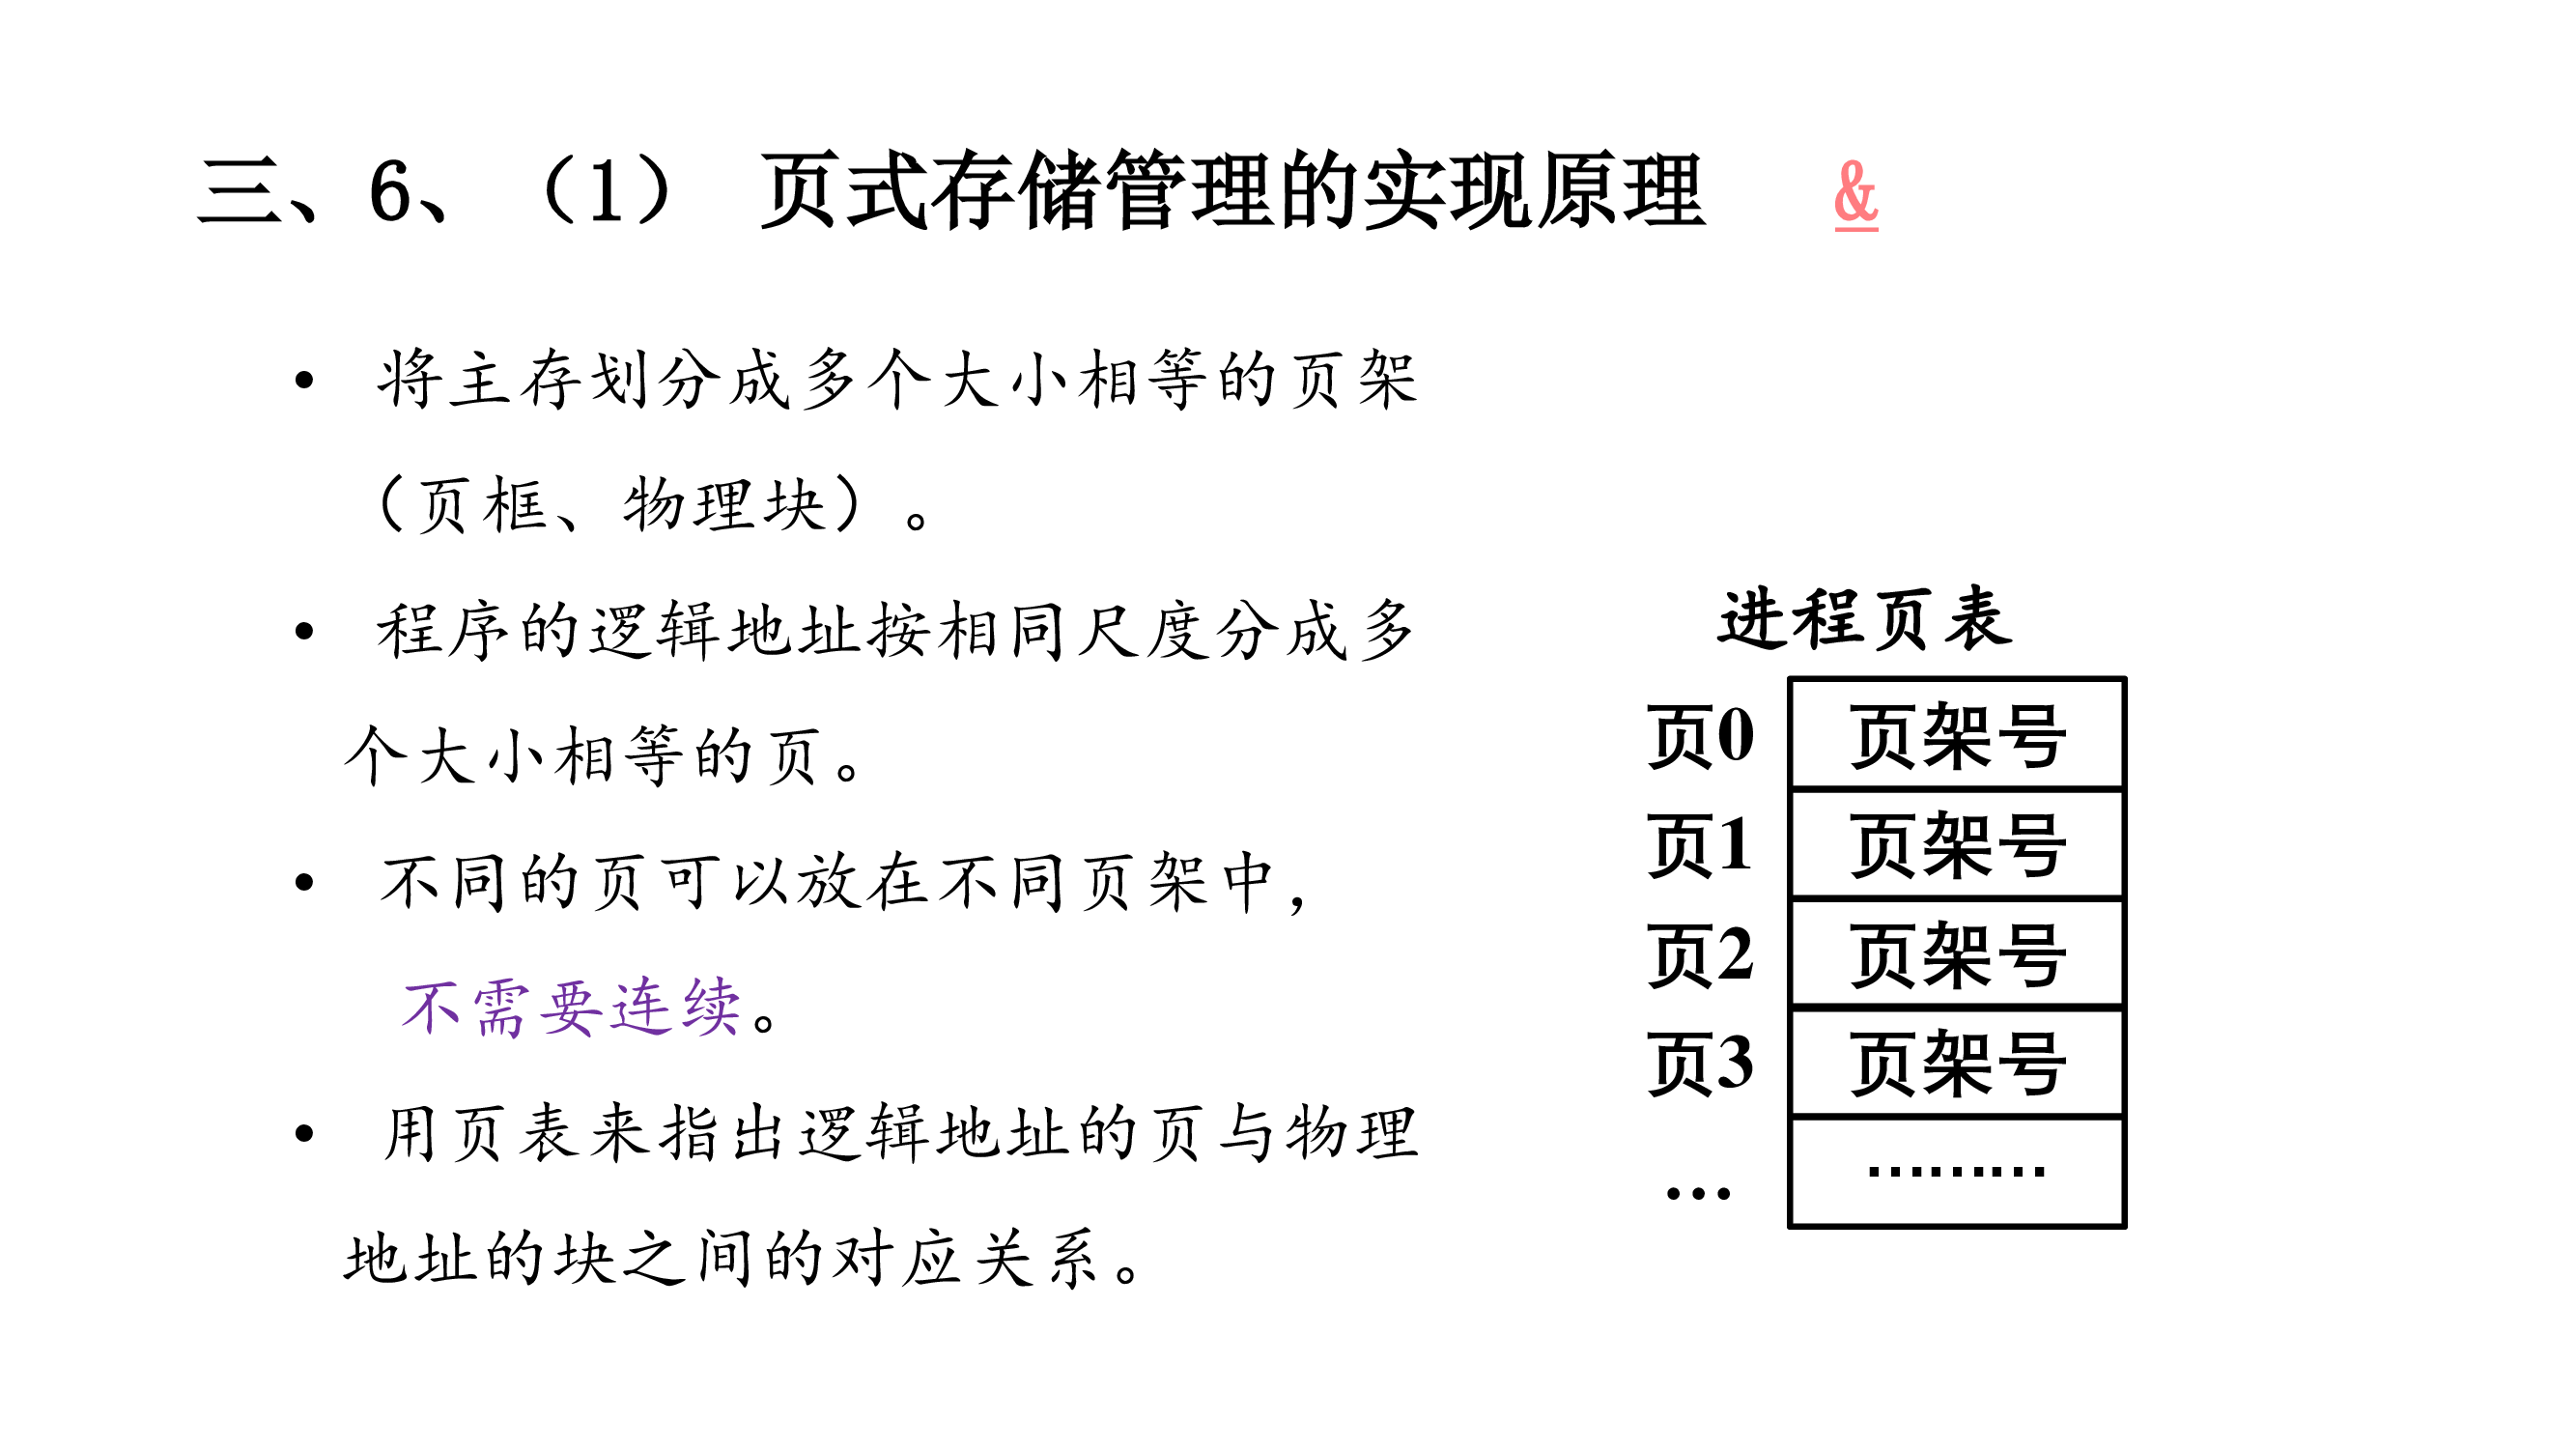 三、6、（1） 页式存储管理的实现原理 &
• 将主存划分成多个大小相等的页架
（页框、物理块）。
• 程序的逻辑地址按相同尺度分成多
个大小相等的页。
• 不同的页可以放在不同页架中，
不需要连续。
• 用页表来指出逻辑地址的页与物理
地址的块之间的对应关系。
进程页表
页0 页架号
页1 页架号
页2 页架号
页3 页架号
… ………